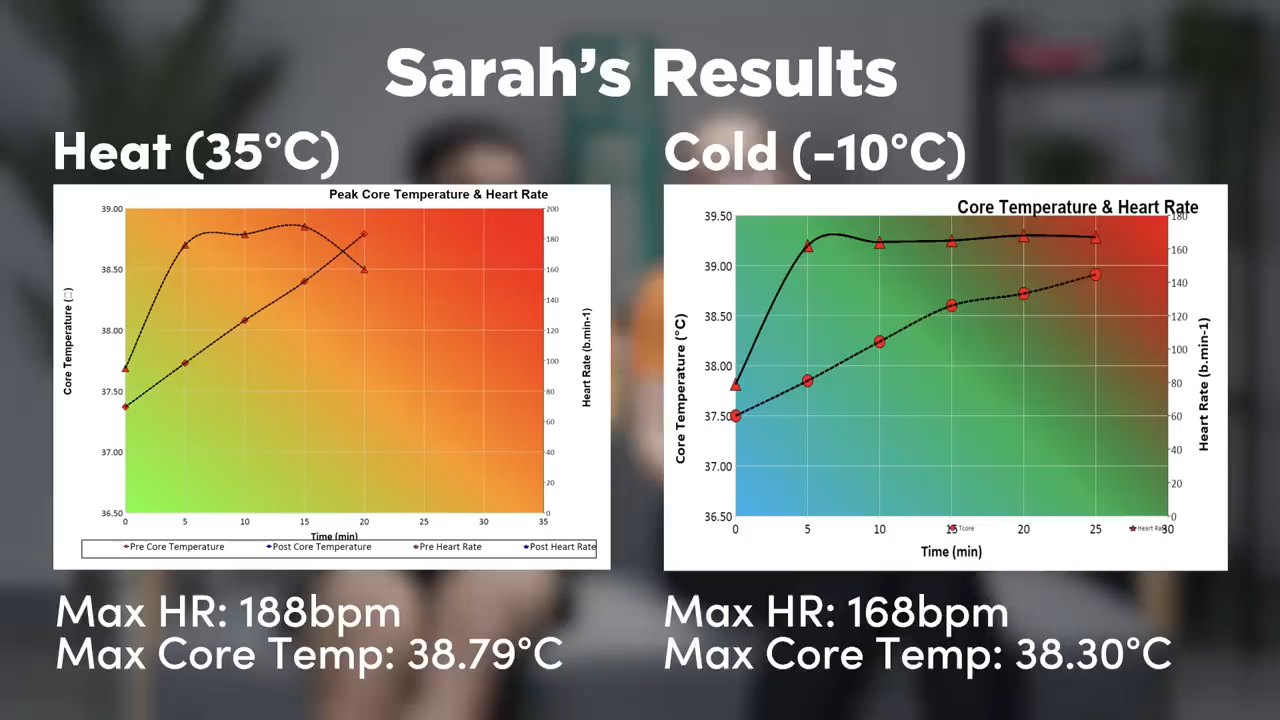 Sarah's Results
Heat (35°C)
Cold (-10°C)
Peak Core Temperature & Heart Rate
39.00
38.50
38.00
37.50
37.00
36.50
Core Temperature (□)
200
180
160
140
120
100
80
60
40
20
0
Heart Rate (b.min-1)
0 5 10 15 20 25 30 35
Time (min)
Pre Core Temperature Post Core Temperature Pre Heart Rate Post Heart Rate
Core Temperature & Heart Rate
39.50
39.00
38.50
38.00
37.50
37.00
36.50
Core Temperature (°C)
180
160
140
120
100
80
60
40
20
0
Heart Rate (b.min-1)
0 5 10 15 20 25 30
Tcore Heart Rate
Time (min)
Max HR: 188bpm
Max Core Temp: 38.79°C
Max HR: 168bpm
Max Core Temp: 38.30°C